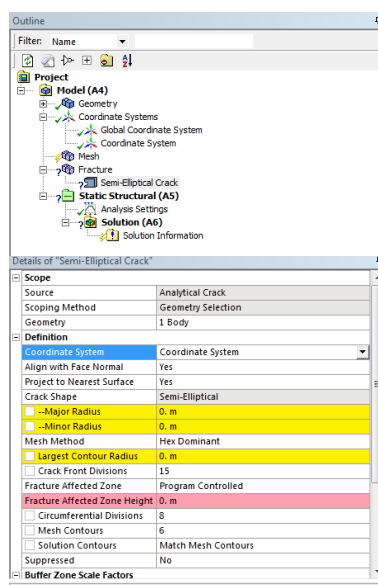 Outline
Filter: Name
Project
Model (A4)
Geometry
Coordinate Systems
Global Coordinate System
Coordinate System
Mesh
Fracture
Semi-Elliptical Crack
Static Structural (A5)
Analysis Settings
Solution (A6)
Solution Information
Details of "Semi-Elliptical Crack"
Scope
Source Analytical Crack
Scoping Method Geometry Selection
Geometry 1 Body
Definition
Coordinate System Coordinate System
Align with Face Normal Yes
Project to Nearest Surface Yes
Crack Shape Semi-Elliptical
--Major Radius 0. m
--Minor Radius 0. m
Mesh Method Hex Dominant
Largest Contour Radius 0. m
Crack Front Divisions 15
Fracture Affected Zone Program Controlled
Fracture Affected Zone Height 0. m
Circumferential Divisions 8
Mesh Contours 6
Solution Contours Match Mesh Contours
Suppressed No
Buffer Zone Scale Factors